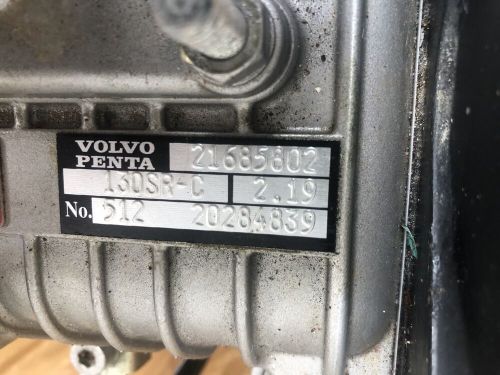 VOLVO PENTA 21685802
130SR-C 2.19
No. 512 20284839